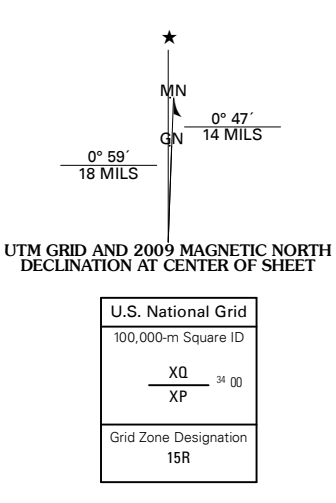 ★
MN
0° 47´
GN
14 MILS
0° 59´
18 MILS
UTM GRID AND 2009 MAGNETIC NORTH
DECLINATION AT CENTER OF SHEET
U.S. National Grid
100,000-m Square ID
XQ
34 00
XP
Grid Zone Designation
15R